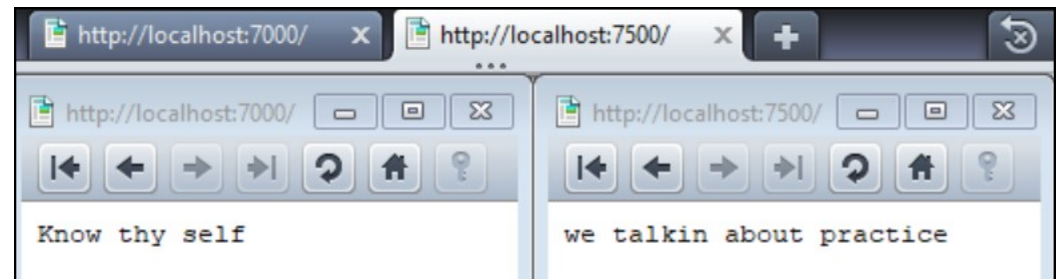 http://localhost:7000/
http://localhost:7500/
http://localhost:7000/
http://localhost:7500/
Know thy self
we talkin about practice